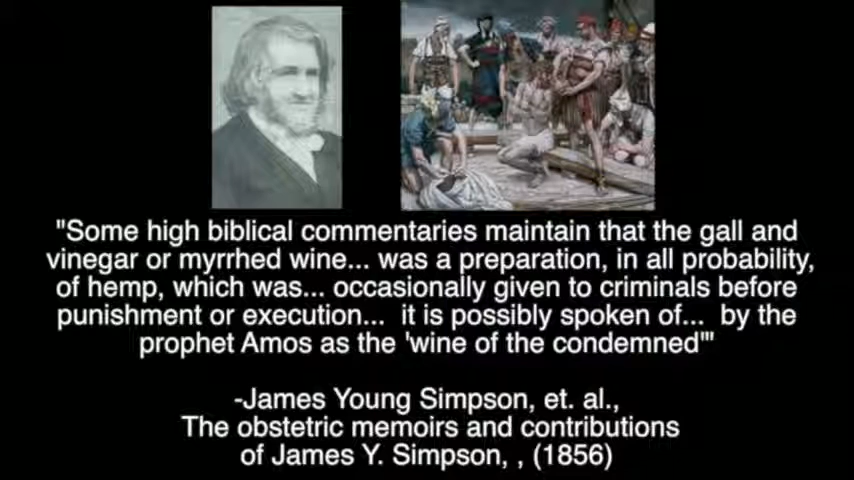 "Some high biblical commentaries maintain that the gall and
vinegar or myrrhed wine... was a preparation, in all probability,
of hemp, which was... occasionally given to criminals before
punishment or execution... it is possibly spoken of... by the
prophet Amos as the 'wine of the condemned'"
-James Young Simpson, et. al.,
The obstetric memoirs and contributions
of James Y. Simpson, , (1856)